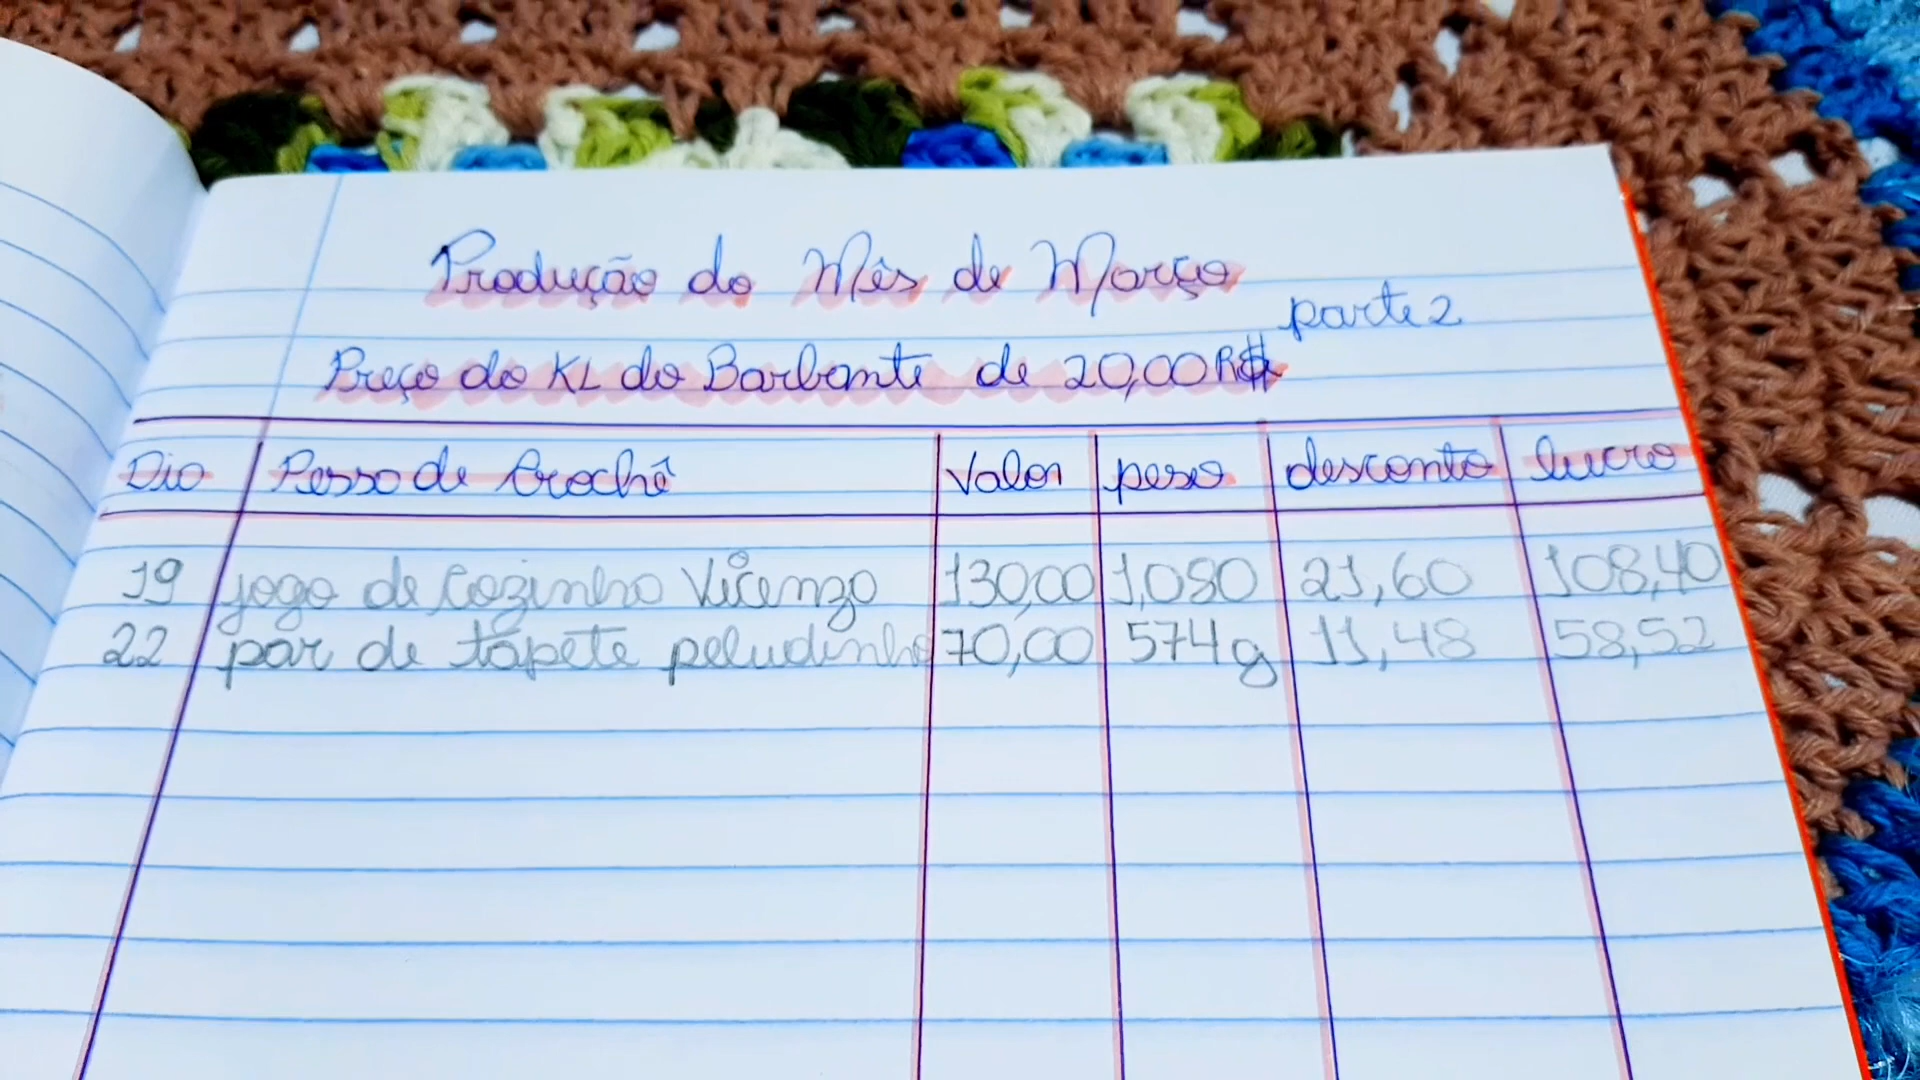 Produção do Mês de Março
parte 2
Preço do KL do Barbante de 20,00 R$
Dia Pesso de Crochê Valor peso desconto lucro
19 jogo de cozinha Vicenzo 130,00 1,080 21,60 108,40
22 par de tapete peludinho 70,00 574g 11,48 58,52